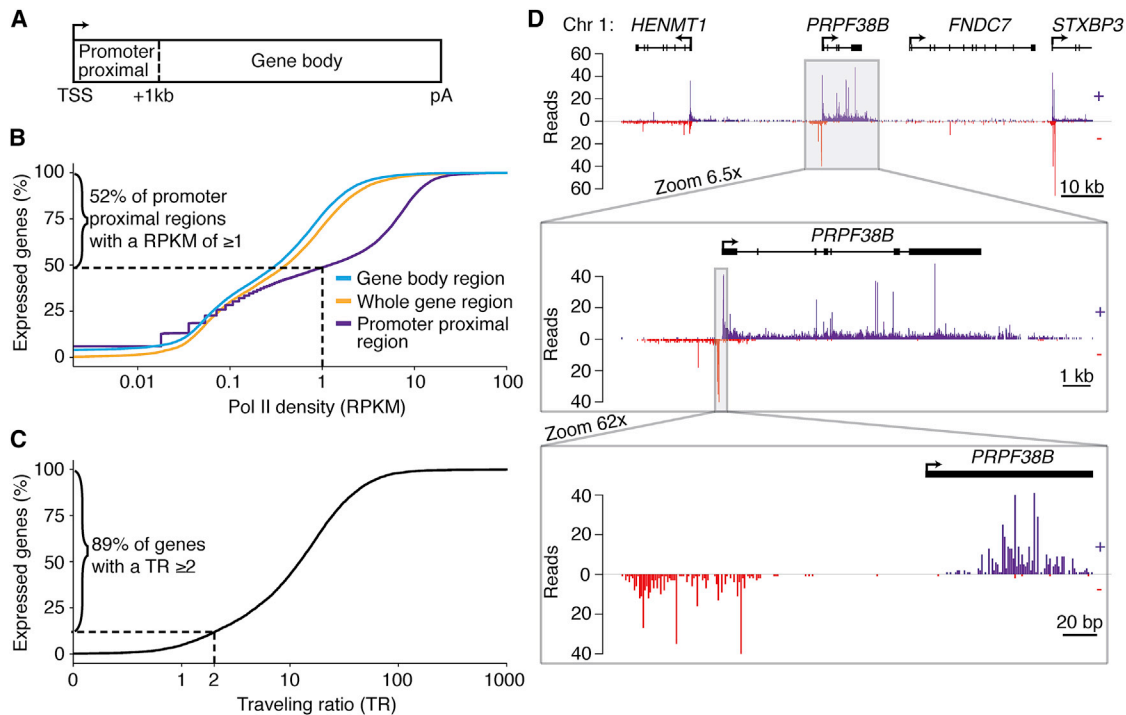 A
Promoter
proximal
Gene body
TSS
+1kb
pA
B
Expressed genes (%)
100
75
50
25
0
52% of promoter
proximal regions
with a RPKM of ≥1
Gene body region
Whole gene region
Promoter proximal
region
0.01 0.1 1 10 100
Pol II density (RPKM)
C
Expressed genes (%)
100
75
50
25
0
89% of genes
with a TR ≥2
0 1 2 10 100 1000
Traveling ratio (TR)
D
Chr 1: HENMT1 PRPF38B FNDC7 STXBP3
Reads
60
40
20
0
20
40
60
+
-
10 kb
Zoom 6.5x
PRPF38B
Reads
40
20
0
20
40
+
-
1 kb
Zoom 62x
PRPF38B
Reads
40
20
0
20
40
+
-
20 bp